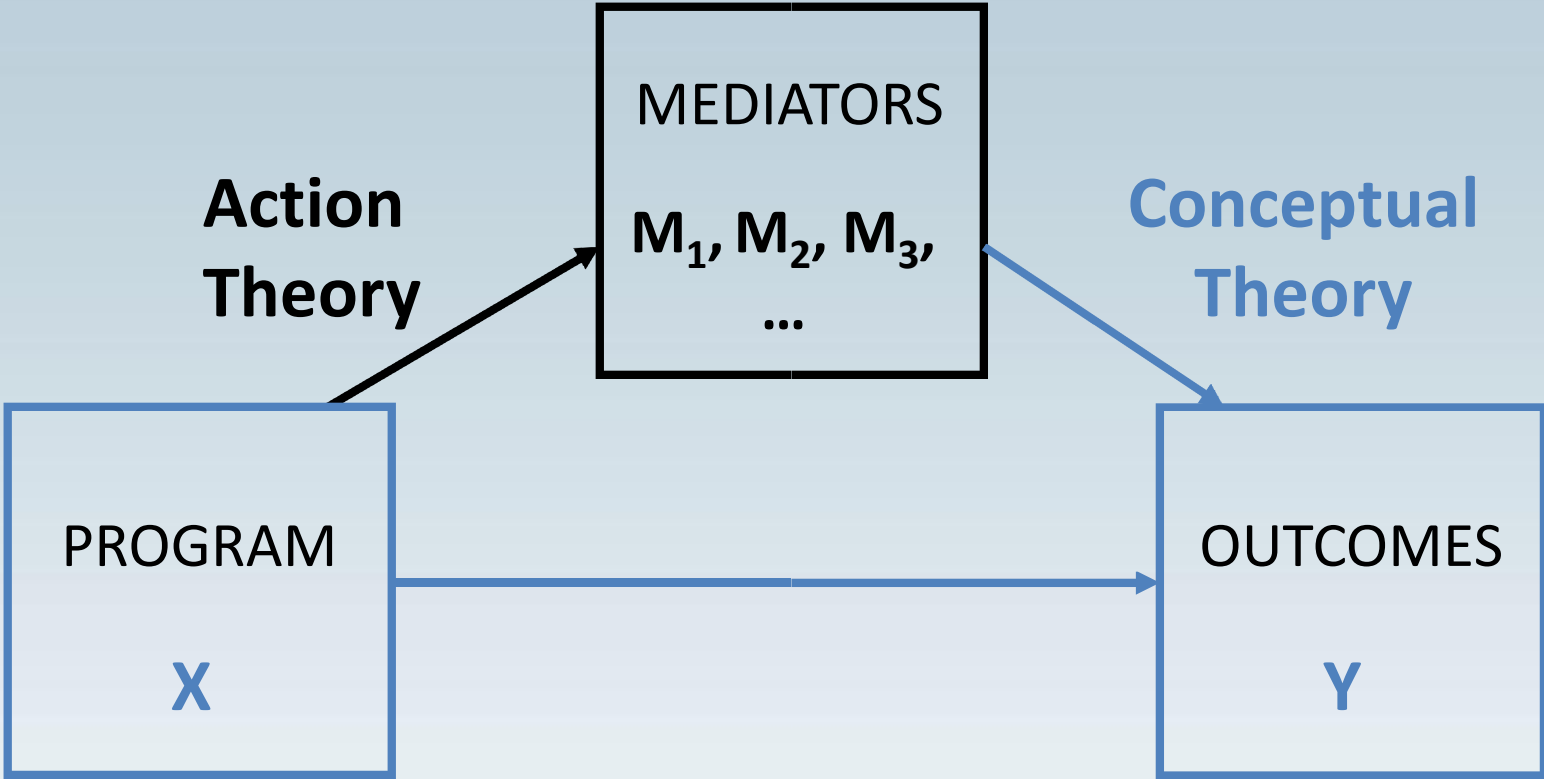 MEDIATORS
Action
Theory
M₁, M₂, M₃,
…
Conceptual
Theory
PROGRAM
X
OUTCOMES
Y